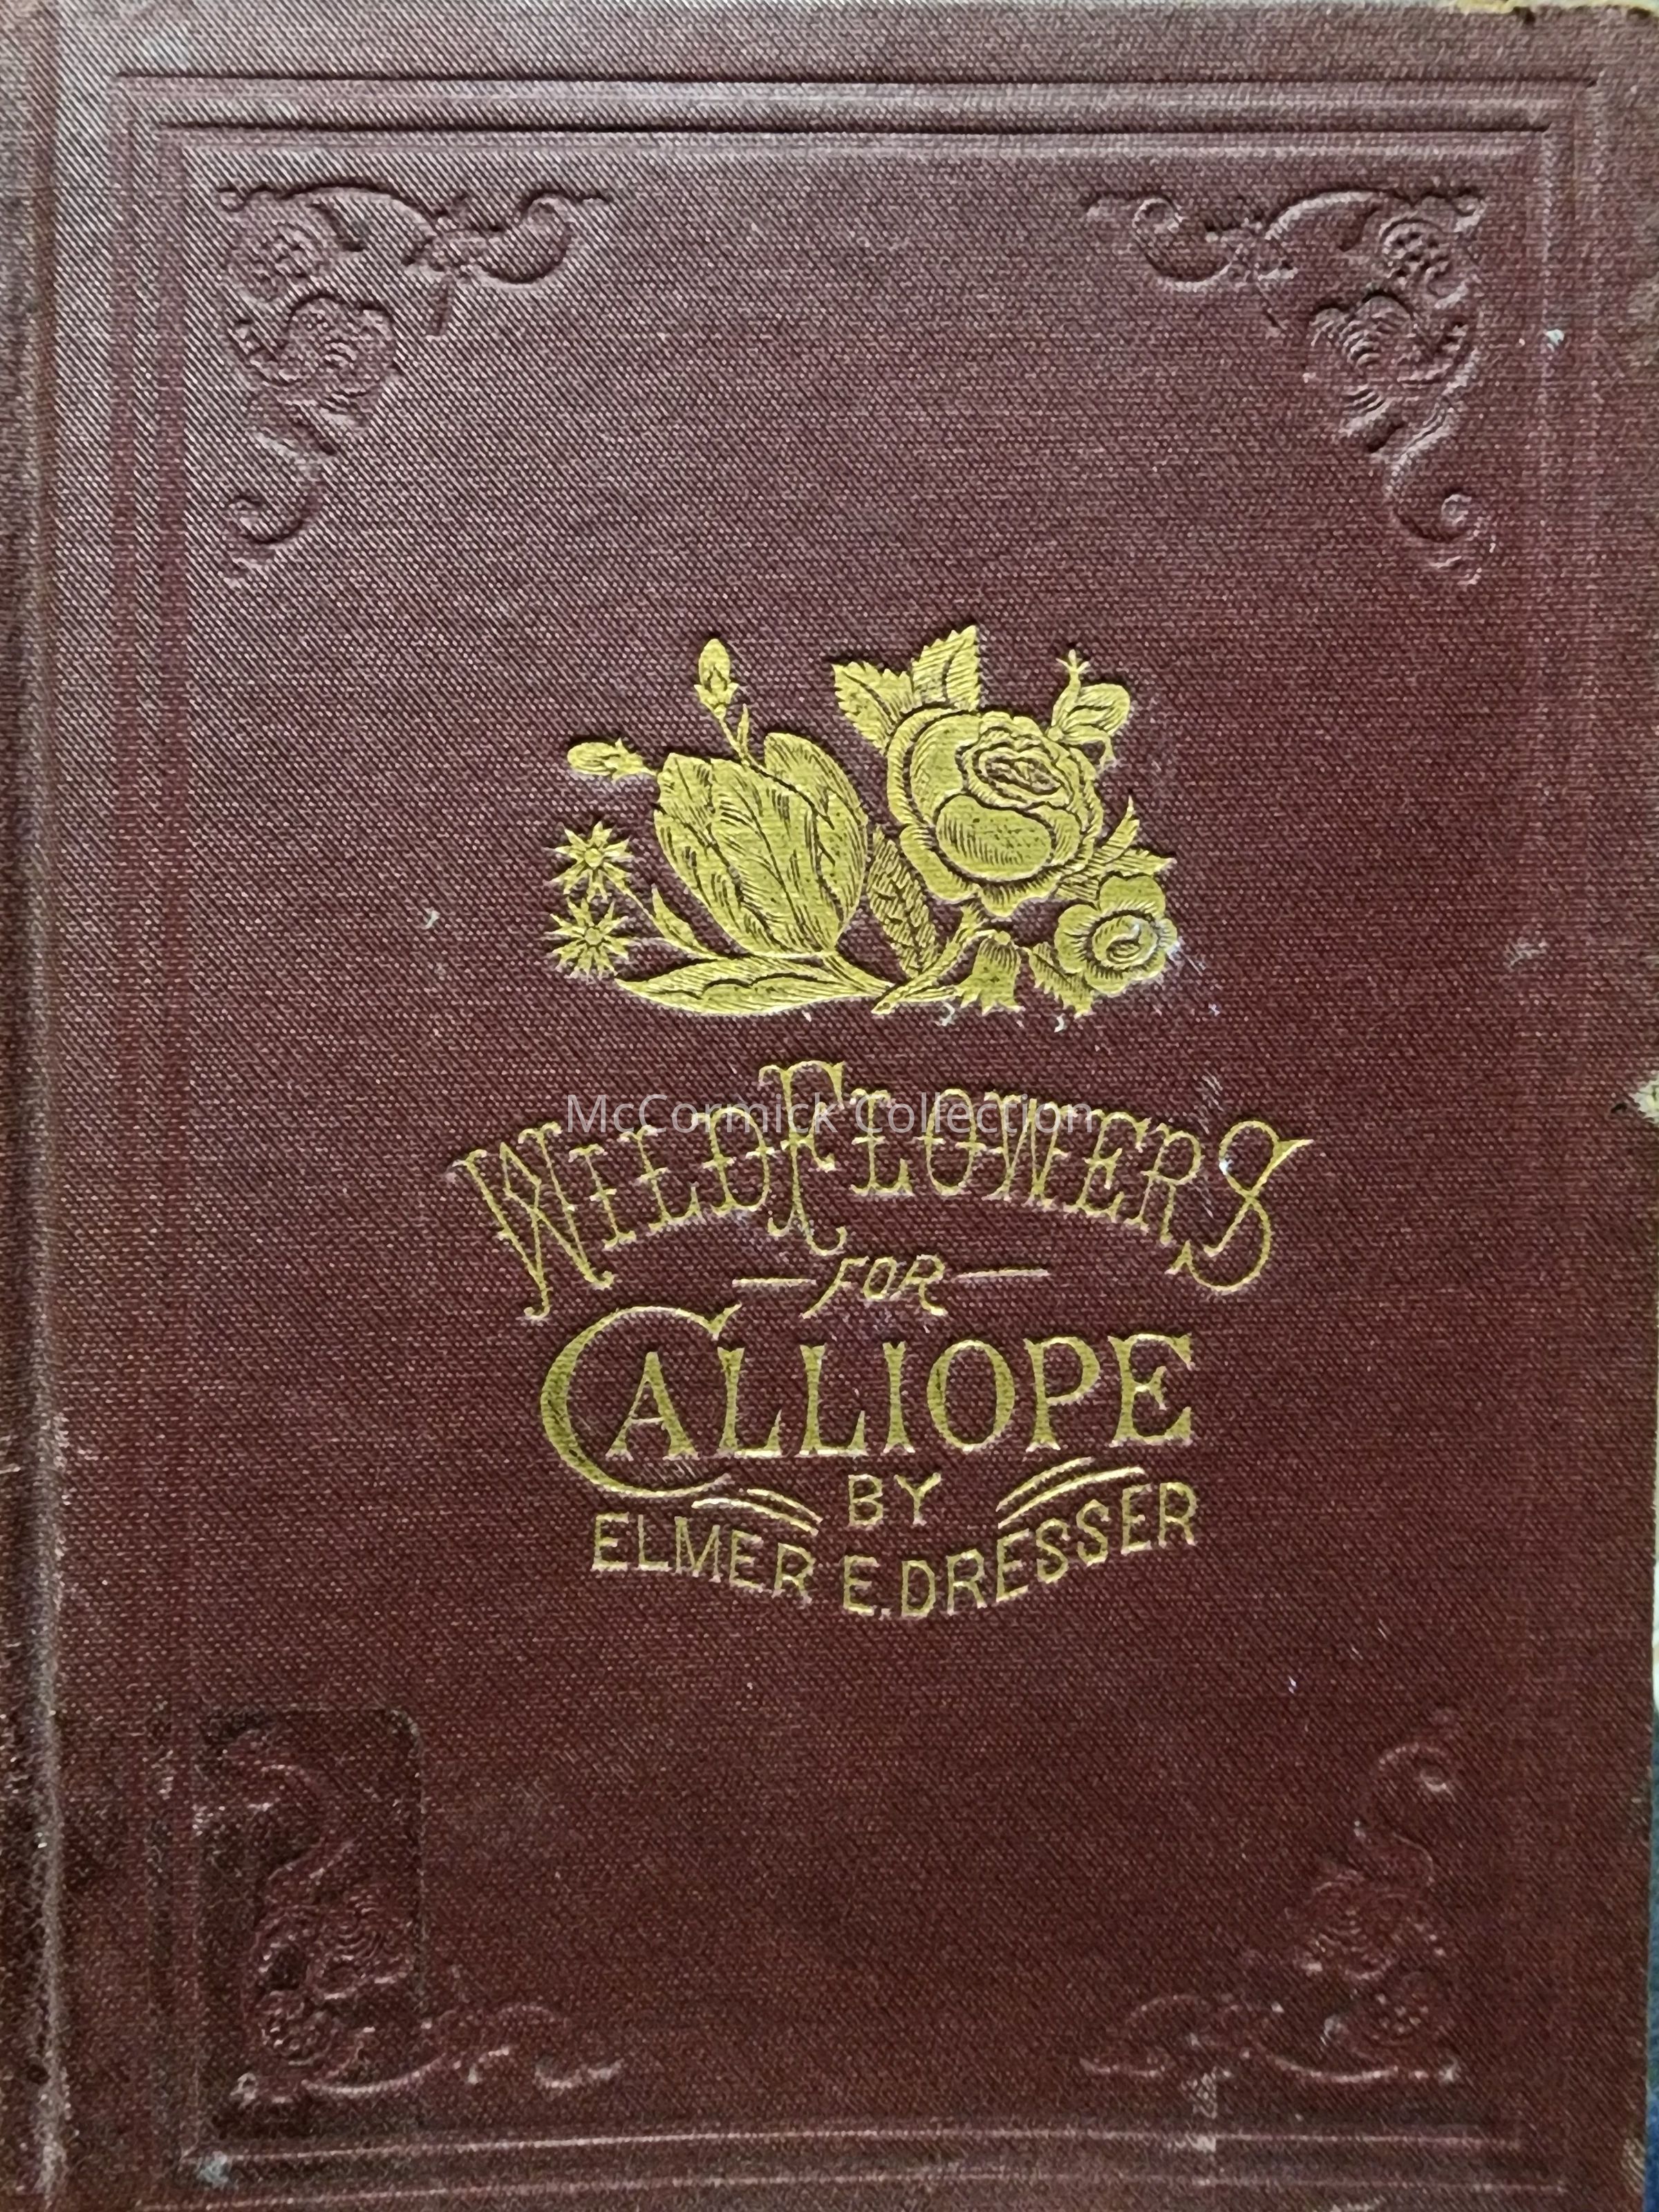 McCormick Collection
WILD FLOWERS
— FOR —
CALLIOPE
BY
ELMER E. DRESSER